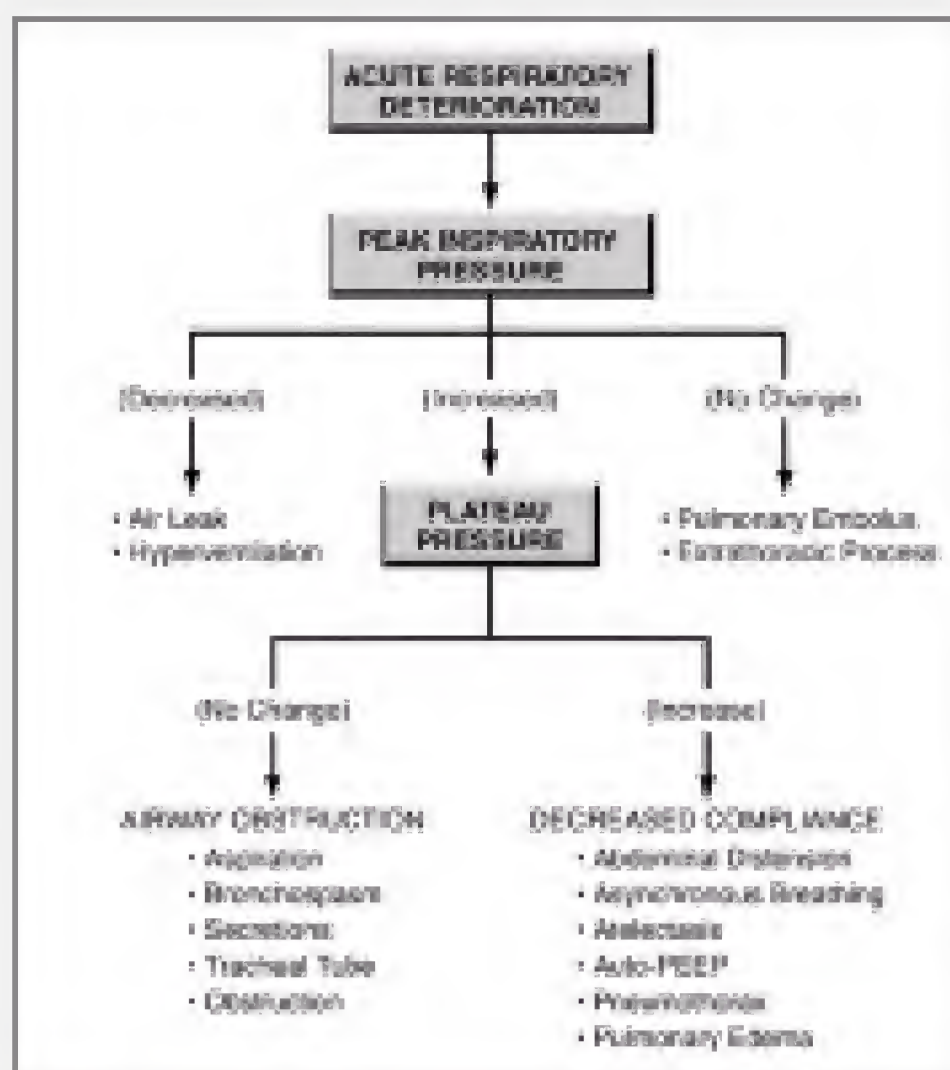 ACUTE RESPIRATORY
DETERIORATION
PEAK INSPIRATORY
PRESSURE
(Decreased)
(Increased)
(No Change)
• Air Leak
• Hyperventilation
PLATEAU
PRESSURE
• Pulmonary Embolus
• Extrathoracic Process
(No Change)
(Increase)
AIRWAY OBSTRUCTION
• Aspiration
• Bronchospasm
• Secretions
• Tracheal Tube
• Obstruction
DECREASED COMPLIANCE
• Abdominal Distension
• Asynchronous Breathing
• Atelectasis
• Auto-PEEP
• Pneumothorax
• Pulmonary Edema